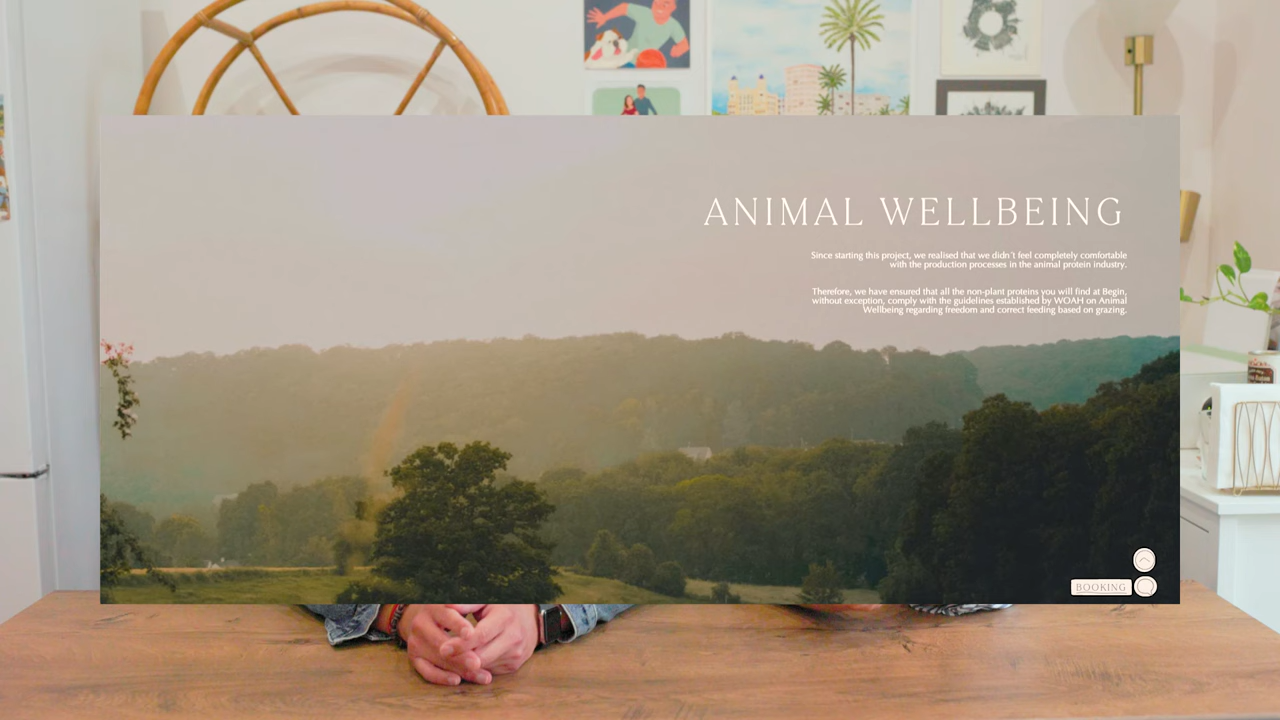 ANIMAL WELLBEING
Since starting this project, we realised that we didn´t feel completely comfortable
with the production processes in the animal protein industry.
Therefore, we have ensured that all the non-plant proteins you will find at Begin,
without exception, comply with the guidelines established by WOAH on Animal
Wellbeing regarding freedom and correct feeding based on grazing.
BOOKING